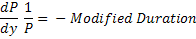 dP/dy 1/P = − Modified Duration